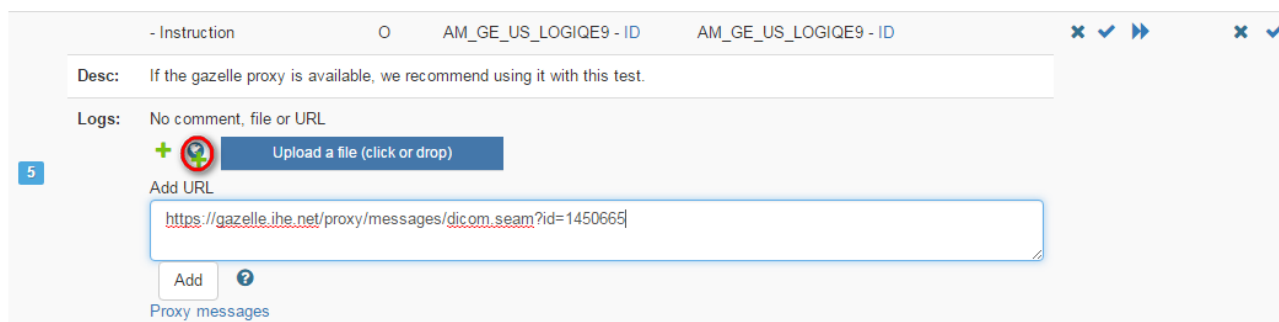 - Instruction O AM_GE_US_LOGIQE9 - ID AM_GE_US_LOGIQE9 - ID
Desc: If the gazelle proxy is available, we recommend using it with this test.
Logs: No comment, file or URL
Upload a file (click or drop)
5
Add URL
https://gazelle.ihe.net/proxy/messages/dicom.seam?id=1450665
Add
Proxy messages